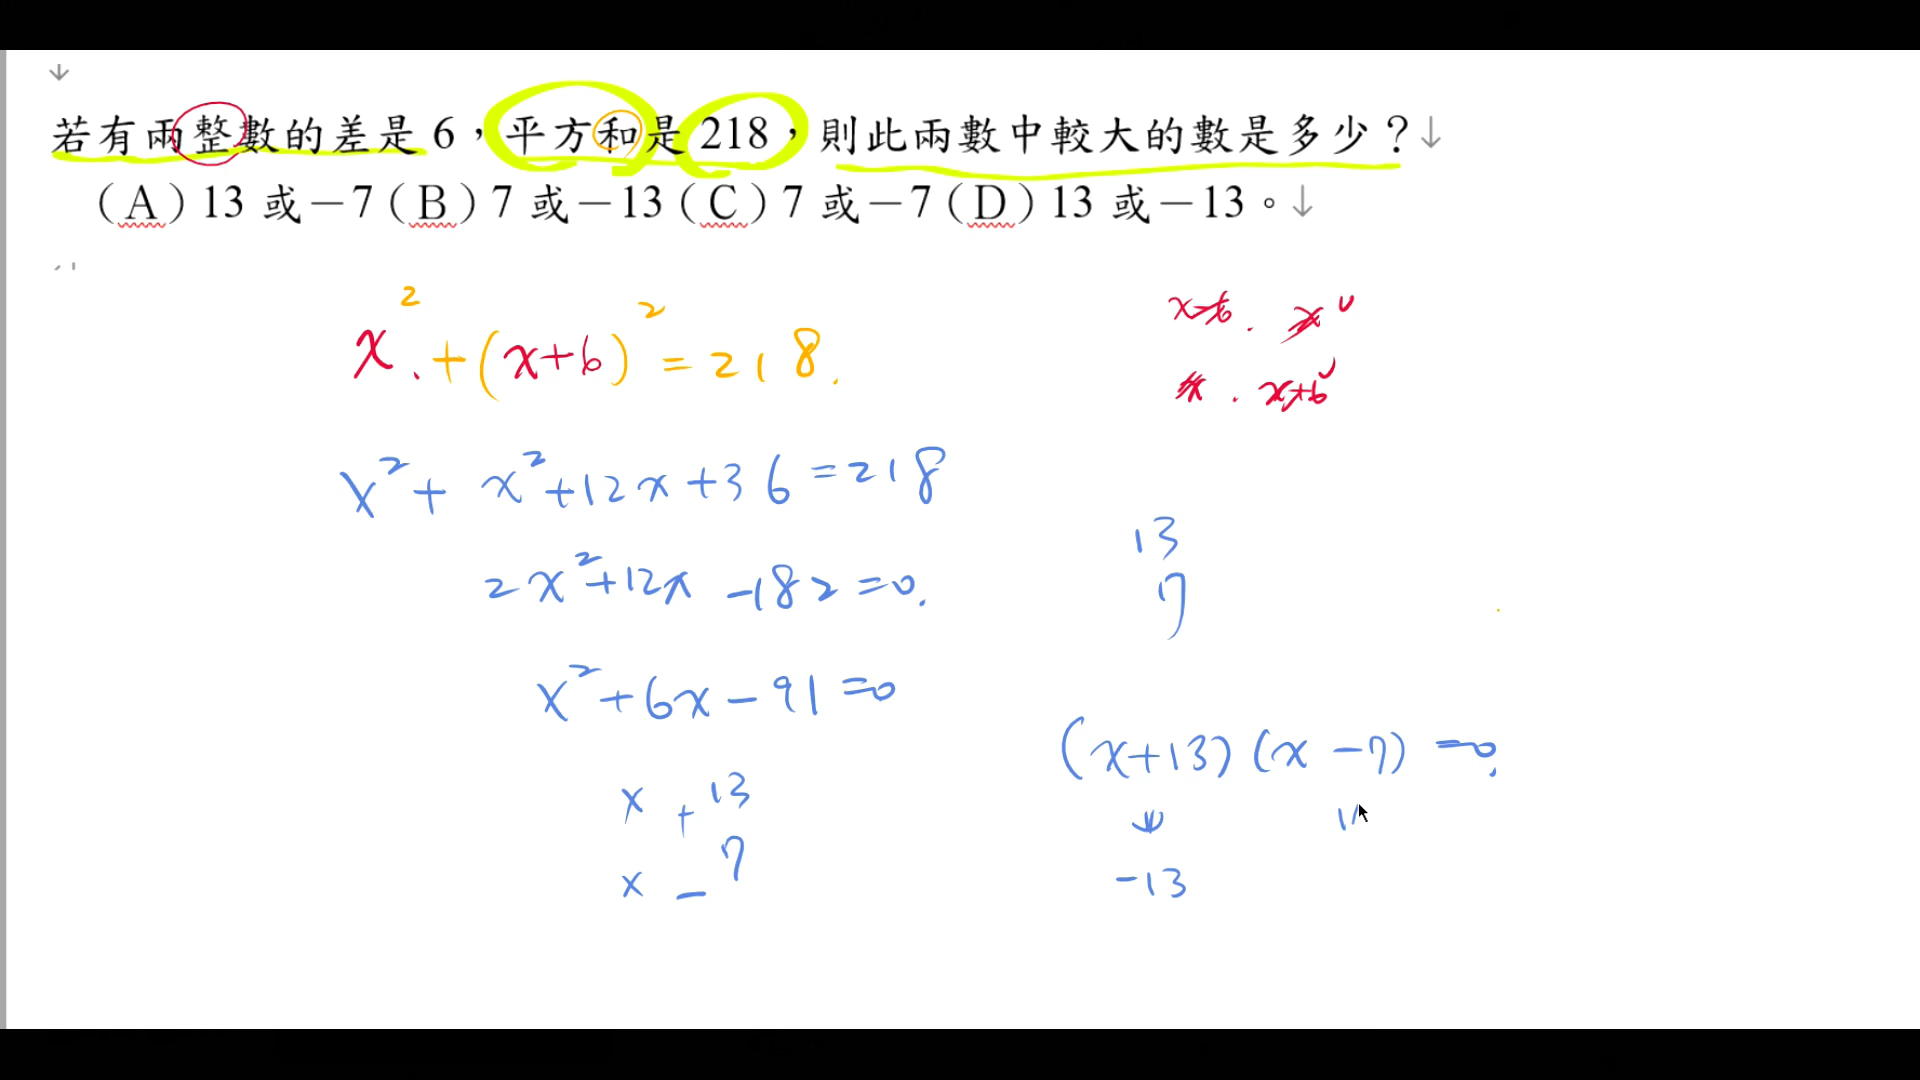 若有兩整數的差是 6，平方和是 218，則此兩數中較大的數是多少？↓
（A）13 或－7（B）7 或－13（C）7 或－7（D）13 或－13。↓
x² + (x+6)² = 218.
x-6 . x
x . x+6
x² + x² + 12x + 36 = 218
13
7
2x² + 12x - 182 = 0.
x² + 6x - 91 = 0
(x+13)(x-7) = 0.
x + 13
x - 7
-13